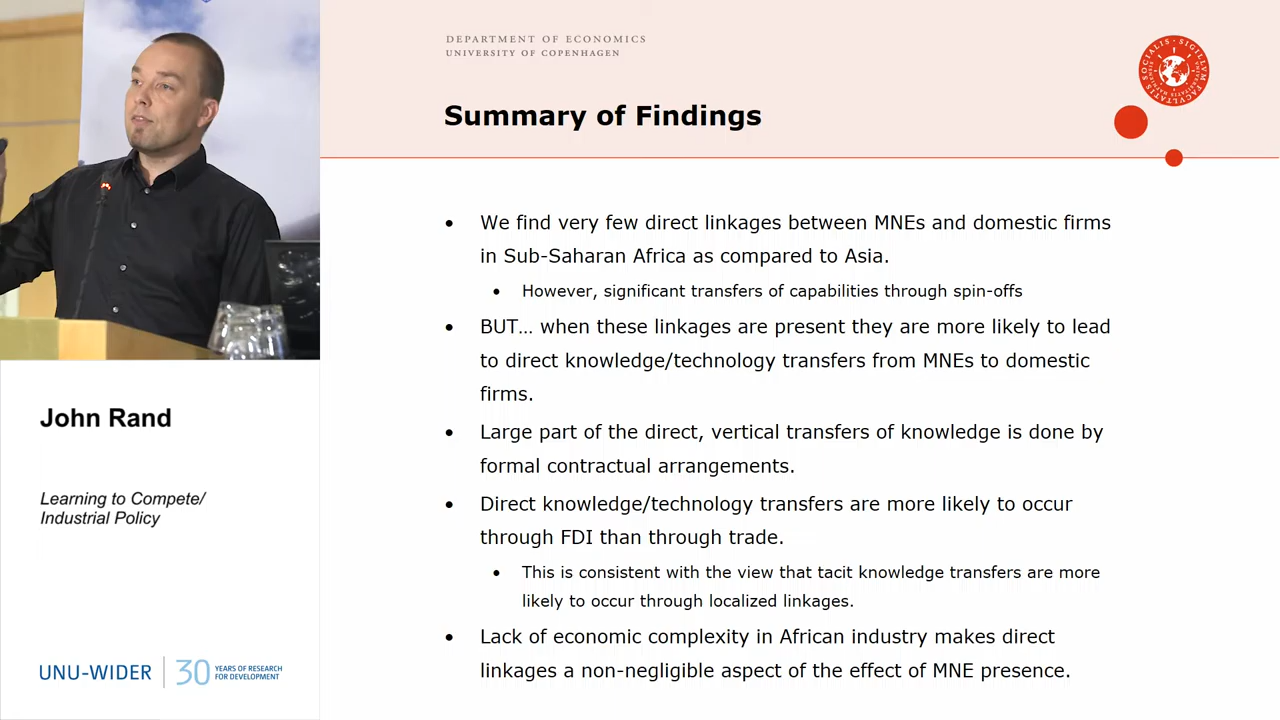 DEPARTMENT OF ECONOMICS
UNIVERSITY OF COPENHAGEN
Summary of Findings
• We find very few direct linkages between MNEs and domestic firms
in Sub-Saharan Africa as compared to Asia.
• However, significant transfers of capabilities through spin-offs
• BUT... when these linkages are present they are more likely to lead
to direct knowledge/technology transfers from MNEs to domestic
firms.
• Large part of the direct, vertical transfers of knowledge is done by
formal contractual arrangements.
• Direct knowledge/technology transfers are more likely to occur
through FDI than through trade.
• This is consistent with the view that tacit knowledge transfers are more
likely to occur through localized linkages.
• Lack of economic complexity in African industry makes direct
linkages a non-negligible aspect of the effect of MNE presence.
John Rand
Learning to Compete/
Industrial Policy
UNU-WIDER 30 YEARS OF RESEARCH
FOR DEVELOPMENT